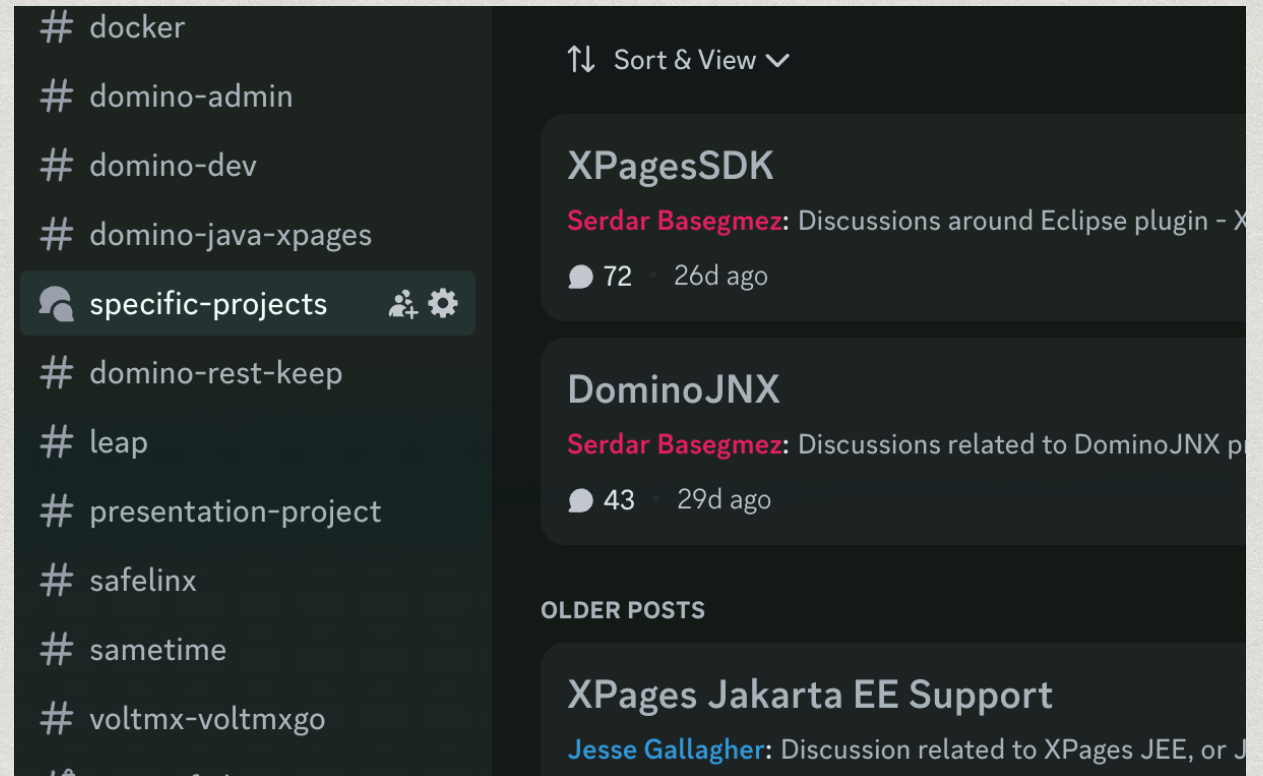 docker
domino-admin
domino-dev
domino-java-xpages
specific-projects
domino-rest-keep
leap
presentation-project
safelinx
sametime
voltmx-voltmxgo
Sort & View
XPagesSDK
Serdar Basegmez: Discussions around Eclipse plugin - X
72 • 26d ago
DominoJNX
Serdar Basegmez: Discussions related to DominoJNX p
43 • 29d ago
OLDER POSTS
XPages Jakarta EE Support
Jesse Gallagher: Discussion related to XPages JEE, or J